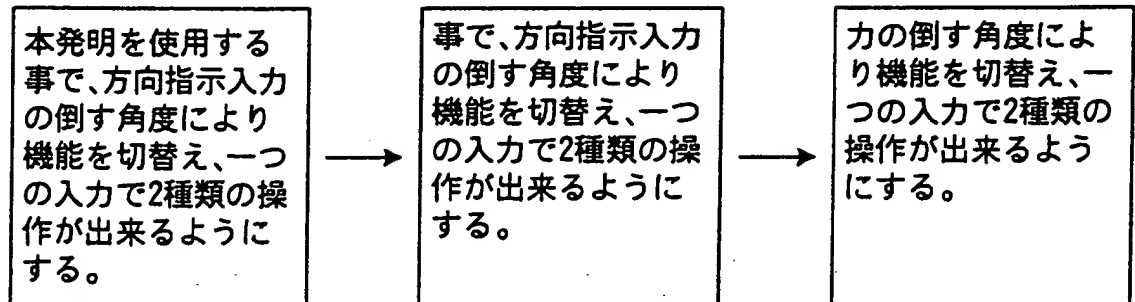 本発明を使用する
事で、方向指示入力
の倒す角度により
機能を切替え、一つ
の入力で2種類の操
作が出来るように
する。
事で、方向指示入力
の倒す角度により
機能を切替え、一つ
の入力で2種類の操
作が出来るように
する。
力の倒す角度によ
り機能を切替え、一
つの入力で2種類の
操作が出来るよう
にする。